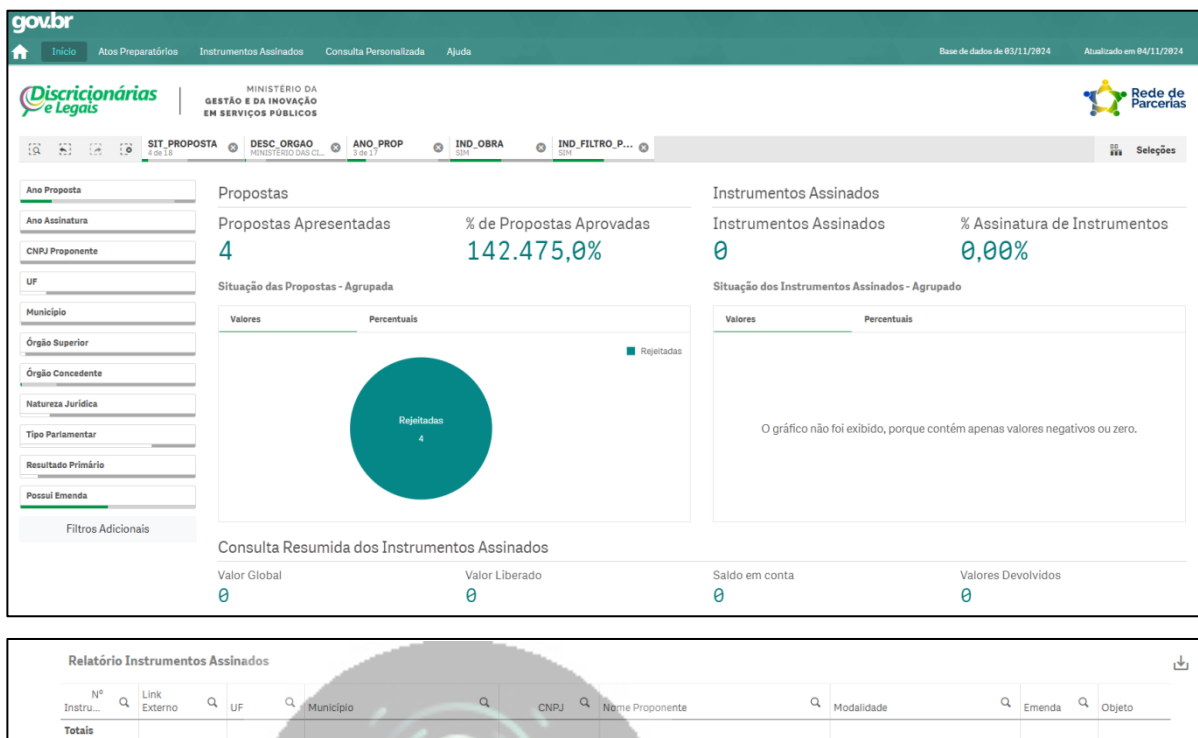 gov.br
Início Atos Preparatórios Instrumentos Assinados Consulta Personalizada Ajuda Base de dados de 03/11/2024 Atualizado em 04/11/2024
Discricionárias
e Legais
MINISTÉRIO DA
GESTÃO E DA INOVAÇÃO
EM SERVIÇOS PÚBLICOS
Rede de
Parcerias
SIT_PROPOSTA DESC_ORGAO ANO_PROP IND_OBRA IND_FILTRO_P... Seleções
4 de 18 MINISTÉRIO DAS CI... 3 de 17 SIM SIM
Ano Proposta
Ano Assinatura
CNPJ Proponente
UF
Município
Órgão Superior
Órgão Concedente
Natureza Jurídica
Tipo Parlamentar
Resultado Primário
Possui Emenda
Filtros Adicionais
Propostas
Propostas Apresentadas % de Propostas Aprovadas
4 142.475,0%
Situação das Propostas - Agrupada
Valores Percentuais
Rejeitadas
Rejeitadas
4
Instrumentos Assinados
Instrumentos Assinados % Assinatura de Instrumentos
0 0,00%
Situação dos Instrumentos Assinados - Agrupado
Valores Percentuais
O gráfico não foi exibido, porque contém apenas valores negativos ou zero.
Consulta Resumida dos Instrumentos Assinados
Valor Global Valor Liberado Saldo em conta Valores Devolvidos
0 0 0 0
Relatório Instrumentos Assinados
Nº Link
Instru... Externo UF Município CNPJ Nome Proponente Modalidade Emenda Objeto
Totais